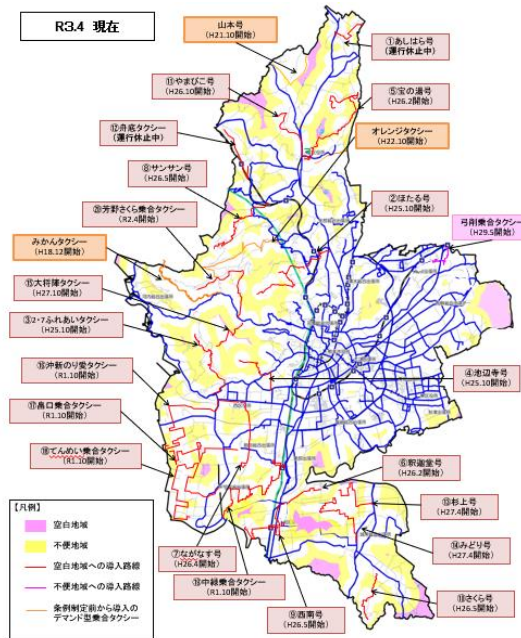 R3.4 現在
山本号
(H21.10開始)
①あしはら号
(運行休止中)
⑪やまびこ号
(H26.10開始)
⑤宝の湯号
(H26.2開始)
⑫舟底タクシー
(運行休止中)
オレンジタクシー
(H22.10開始)
⑧サンサン号
(H26.5開始)
②ほたる号
(H25.10開始)
⑳芳野さくら乗合タクシー
(R2.4開始)
弓削乗合タクシー
(H29.5開始)
みかんタクシー
(H18.12開始)
⑮大将陣タクシー
(H27.10開始)
③2・7ふれあいタクシー
(H25.10開始)
⑯沖新のり愛タクシー
(R1.10開始)
④池辺寺号
(H25.10開始)
⑰畠口乗合タクシー
(R1.10開始)
⑱てんめい乗合タクシー
(R1.10開始)
⑥釈迦堂号
(H26.2開始)
⑬杉上号
(H27.4開始)
⑭みどり号
(H27.4開始)
⑦ながなす号
(H26.4開始)
中緑乗合タクシー
(R1.10開始)
⑨西南号
(H26.5開始)
さくら号
(H26.5開始)
【凡例】
空白地域
不便地域
空白地域への導入路線
不便地域への導入路線
条例制定前から導入の
デマンド型乗合タクシー